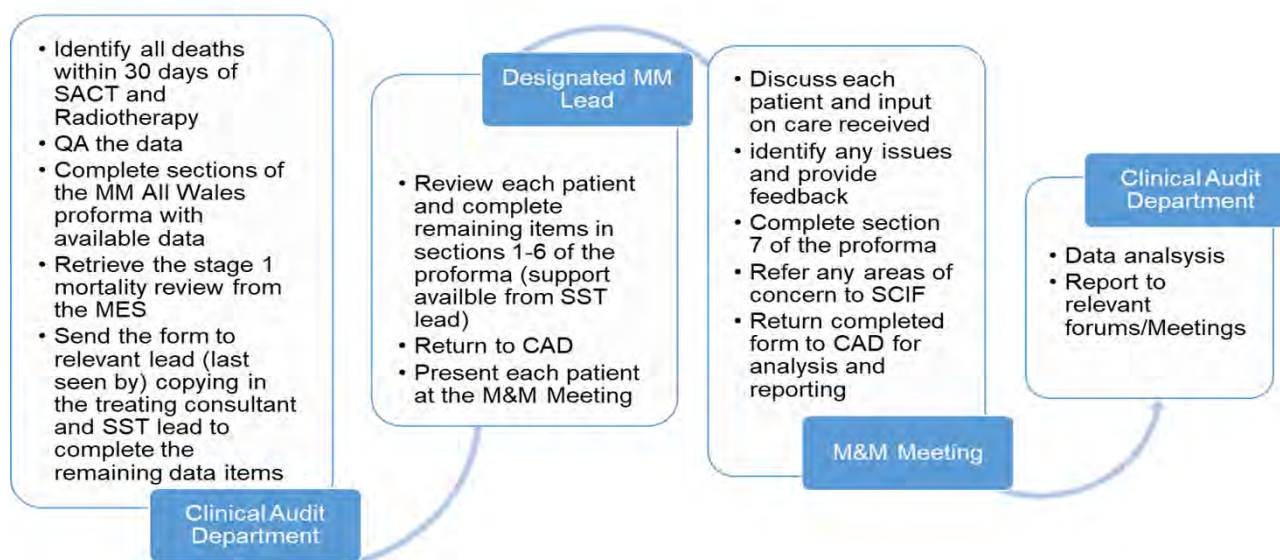 • Identify all deaths
within 30 days of
SACT and
Radiotherapy
• QA the data
• Complete sections of
the MM All Wales
proforma with
available data
• Retrieve the stage 1
mortality review from
the MES
• Send the form to
relevant lead (last
seen by) copying in
the treating consultant
and SST lead to
complete the
remaining data items
Clinical Audit
Department
Designated MM
Lead
• Review each patient
and complete
remaining items in
sections 1-6 of the
proforma (support
availble from SST
lead)
• Return to CAD
• Present each patient
at the M&M Meeting
• Discuss each
patient and input
on care received
• identify any issues
and provide
feedback
• Complete section
7 of the proforma
• Refer any areas of
concern to SCIF
• Return completed
form to CAD for
analysis and
reporting
M&M Meeting
Clinical Audit
Department
• Data analsysis
• Report to
relevant
forums/Meetings